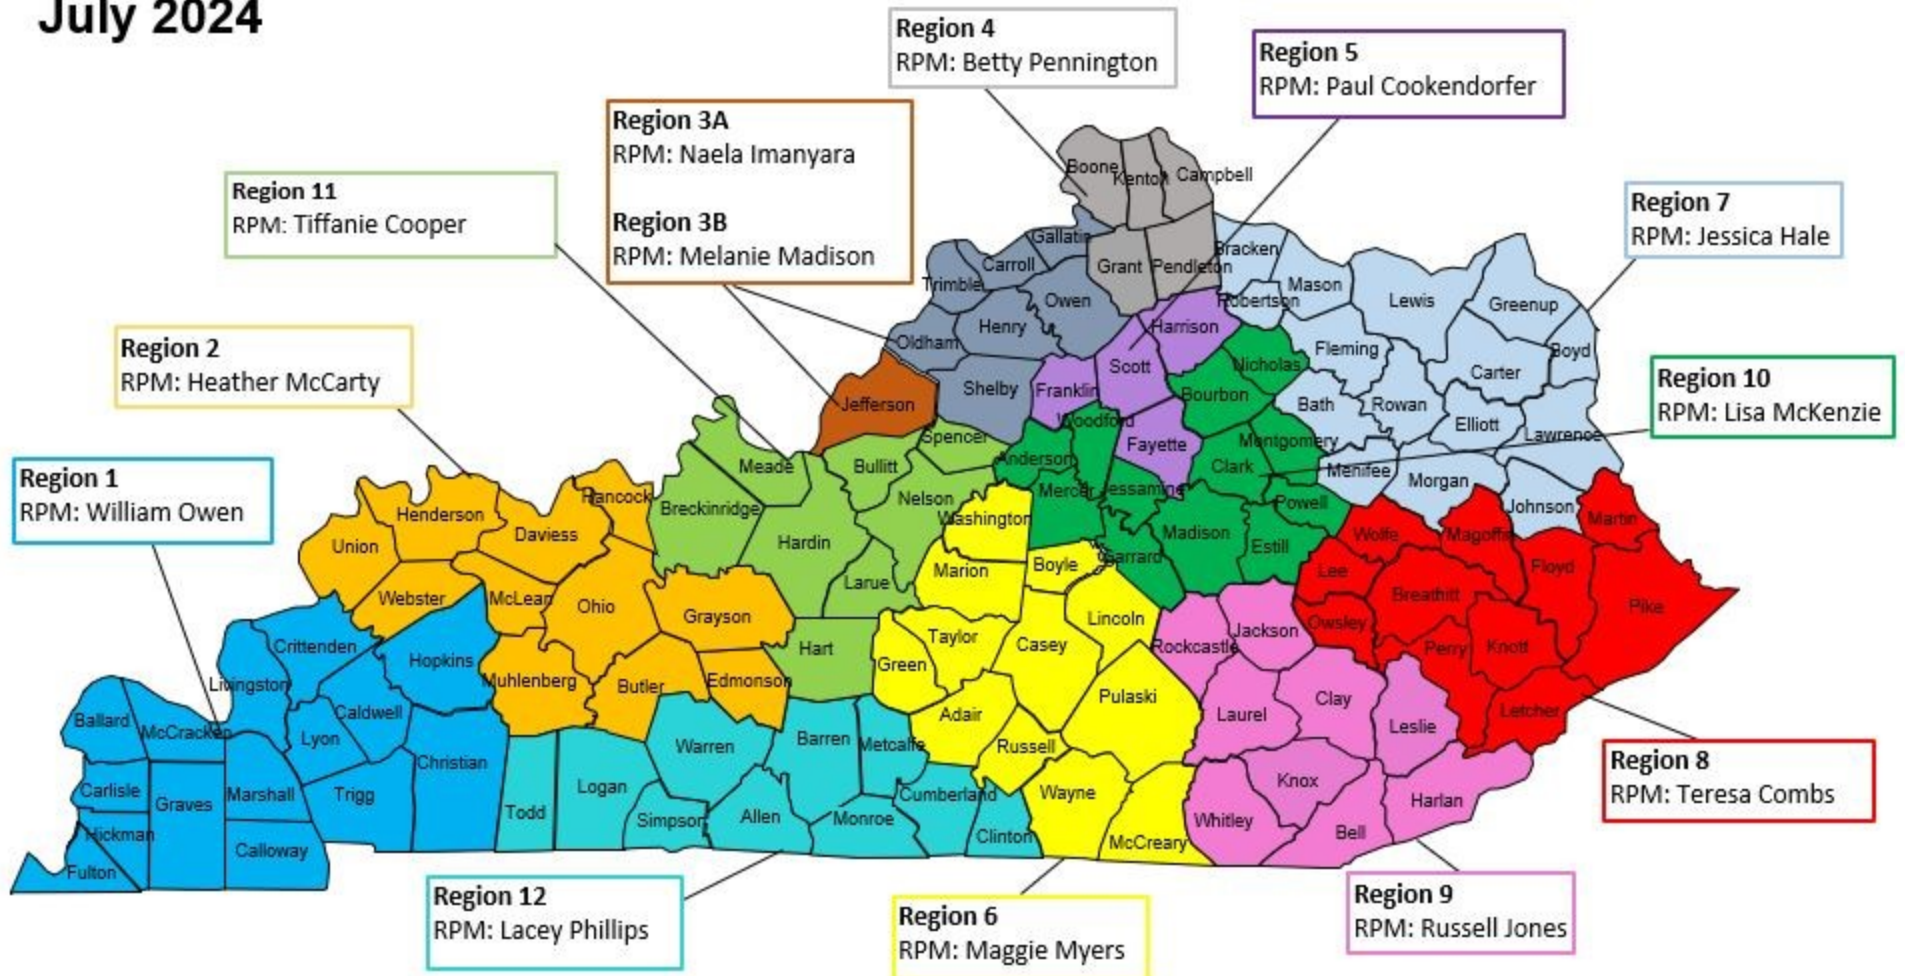 July 2024
Region 4
RPM: Betty Pennington
Region 5
RPM: Paul Cookendorfer
Region 3A
RPM: Naela Imanyara
Region 3B
RPM: Melanie Madison
Region 11
RPM: Tiffanie Cooper
Region 7
RPM: Jessica Hale
Region 2
RPM: Heather McCarty
Region 10
RPM: Lisa McKenzie
Region 1
RPM: William Owen
Region 8
RPM: Teresa Combs
Region 12
RPM: Lacey Phillips
Region 6
RPM: Maggie Myers
Region 9
RPM: Russell Jones
Boone
Kenton
Campbell
Grant
Pendleton
Gallatin
Carroll
Trimble
Owen
Henry
Oldham
Shelby
Jefferson
Bracken
Mason
Robertson
Lewis
Greenup
Fleming
Boyd
Carter
Bath
Rowan
Elliott
Lawrence
Menifee
Morgan
Johnson
Harrison
Scott
Franklin
Fayette
Nicholas
Bourbon
Woodford
Montgomery
Clark
Anderson
Mercer
Jessamine
Powell
Madison
Estill
Garrard
Meade
Bullitt
Spencer
Breckinridge
Nelson
Hardin
Larue
Hart
Hancock
Henderson
Daviess
Union
Webster
McLean
Ohio
Grayson
Muhlenberg
Butler
Edmonson
Crittenden
Hopkins
Livingston
Caldwell
Lyon
Ballard
McCracken
Christian
Carlisle
Graves
Marshall
Trigg
Hickman
Calloway
Fulton
Todd
Logan
Warren
Simpson
Allen
Barren
Metcalfe
Monroe
Cumberland
Clinton
Washington
Marion
Boyle
Lincoln
Taylor
Casey
Green
Adair
Pulaski
Russell
Wayne
McCreary
Rockcastle
Jackson
Laurel
Clay
Leslie
Knox
Whitley
Bell
Harlan
Wolfe
Magoffin
Martin
Lee
Floyd
Breathitt
Pike
Owsley
Perry
Knott
Letcher